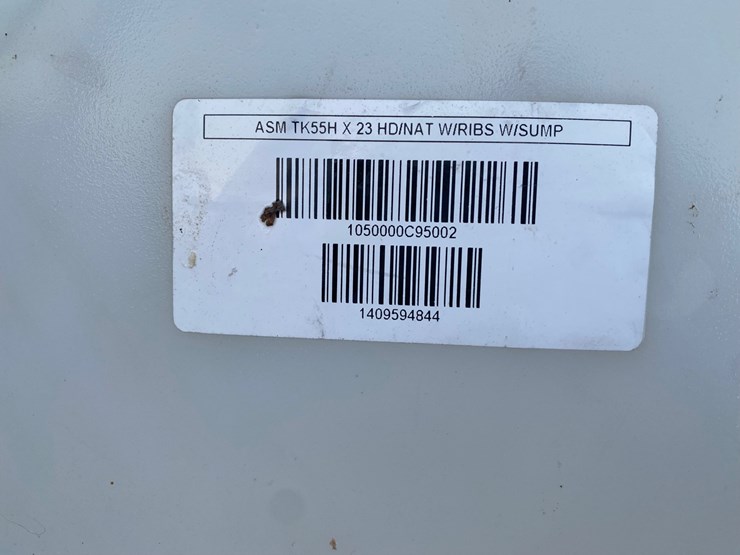 ASM TK55H X 23 HD/NAT W/RIBS W/SUMP
1050000C95002
1409594844